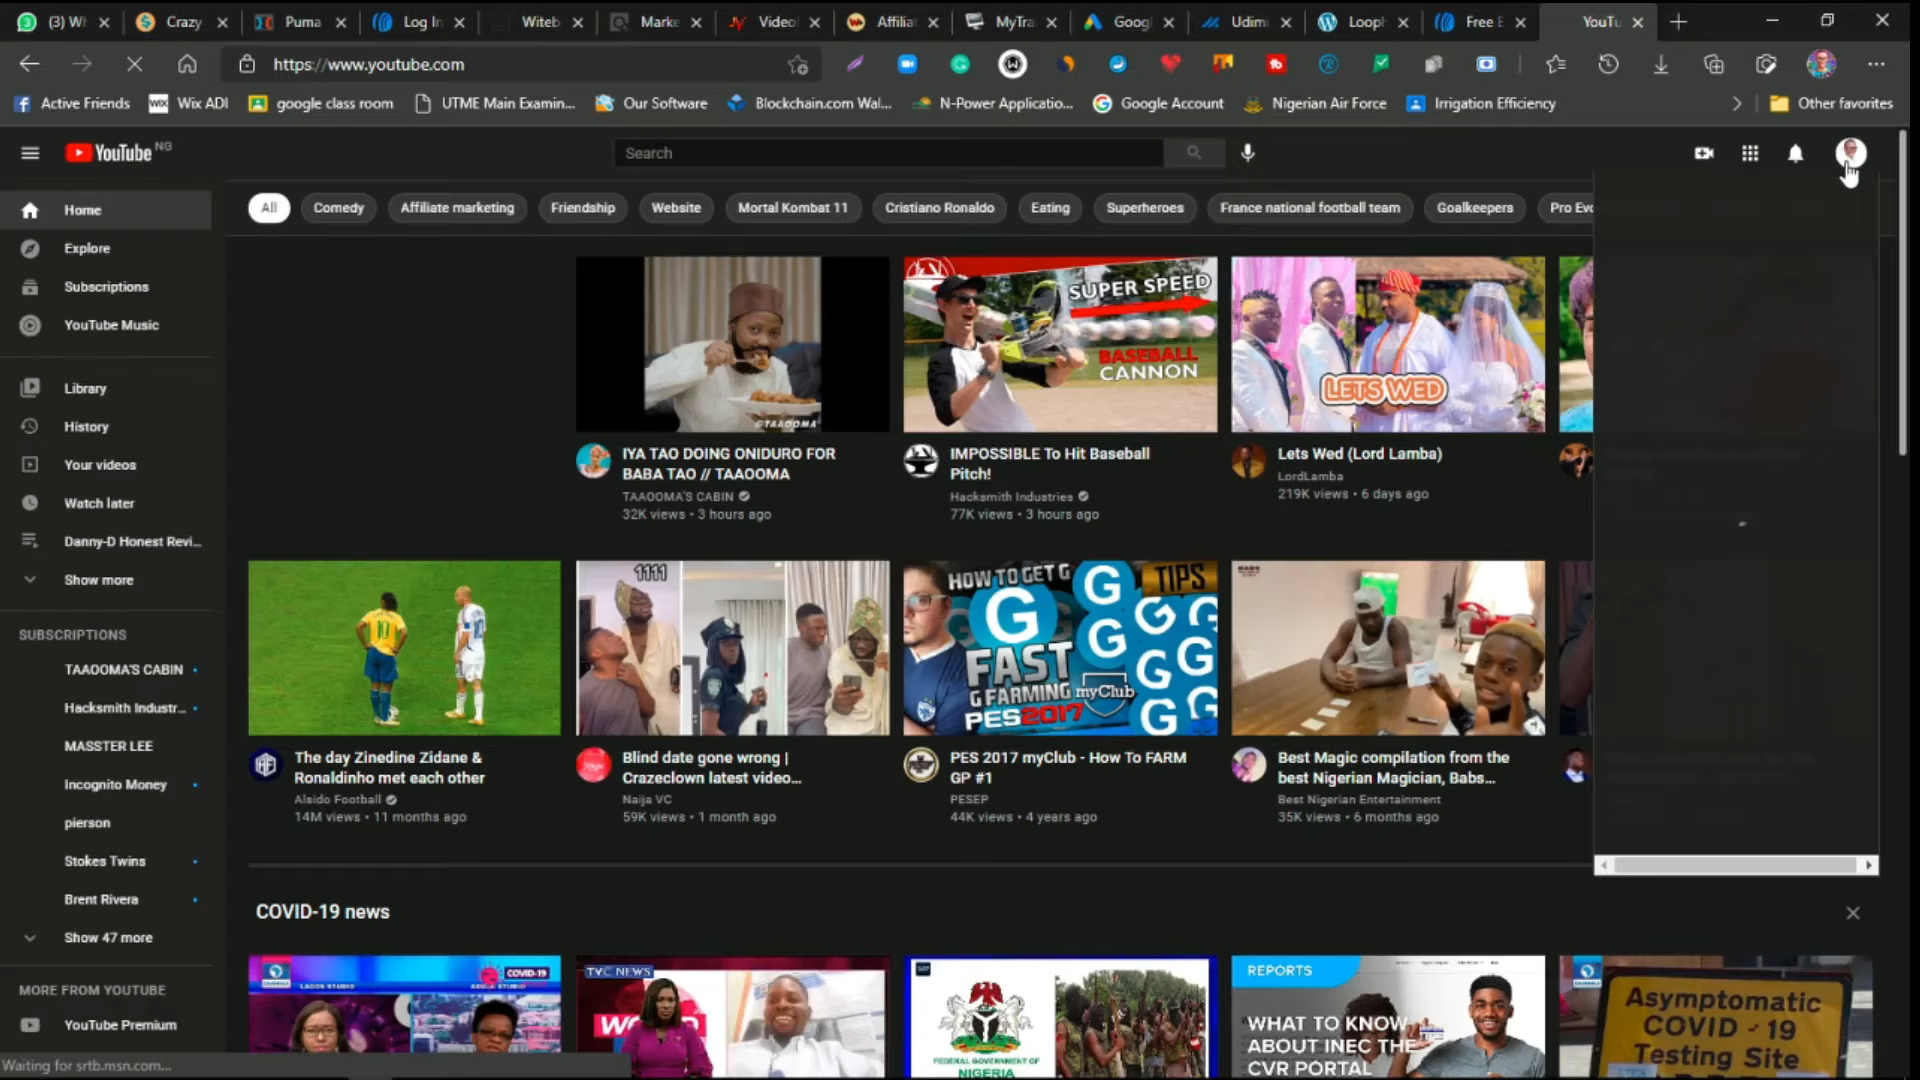 (3) Wh
Crazy
Puma
Log In
Witeb
Marke
Video
Affilia
MyTra
Googl
Udimi
Looph
Free E
YouTu
https://www.youtube.com
Active Friends
Wix ADI
google class room
UTME Main Examin...
Our Software
Blockchain.com Wal...
N-Power Applicatio...
Google Account
Nigerian Air Force
Irrigation Efficiency
Other favorites
YouTube NG
Search
Home
Explore
Subscriptions
YouTube Music
Library
History
Your videos
Watch later
Danny-D Honest Revi...
Show more
SUBSCRIPTIONS
TAAOOMA'S CABIN
Hacksmith Industr...
MASSTER LEE
Incognito Money
pierson
Stokes Twins
Brent Rivera
Show 47 more
MORE FROM YOUTUBE
YouTube Premium
Waiting for srtb.msn.com...
All
Comedy
Affiliate marketing
Friendship
Website
Mortal Kombat 11
Cristiano Ronaldo
Eating
Superheroes
France national football team
Goalkeepers
Pro Evo
@TAAOOMA
IYA TAO DOING ONIDURO FOR
BABA TAO // TAAOOMA
TAAOOMA'S CABIN
32K views • 3 hours ago
SUPER SPEED
BASEBALL
CANNON
IMPOSSIBLE To Hit Baseball
Pitch!
Hacksmith Industries
77K views • 3 hours ago
LETS WED
Lets Wed (Lord Lamba)
LordLamba
219K views • 6 days ago
The day Zinedine Zidane &
Ronaldinho met each other
Alsido Football
14M views • 11 months ago
1111
Blind date gone wrong |
Crazeclown latest video...
Naija VC
59K views • 1 month ago
HOW TO GET G
TIPS
G
FAST
G FARMING myClub
PES2017
PES 2017 myClub - How To FARM
GP #1
PESEP
44K views • 4 years ago
Best Magic compilation from the
best Nigerian Magician, Babs...
Best Nigerian Entertainment
35K views • 6 months ago
COVID-19 news
COVID-19
TVC NEWS
FEDERAL GOVERNMENT OF
NIGERIA
REPORTS
WHAT TO KNOW
ABOUT INEC THE
CVR PORTAL
Asymptomatic
COVID - 19
Testing Site